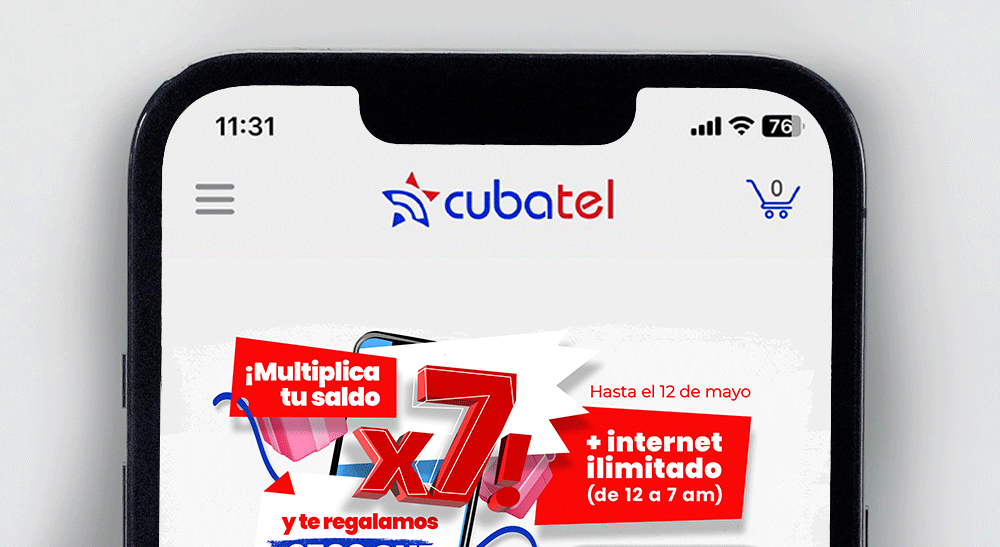 11:31
76
cubatel
0
¡Multiplica
tu saldo
x7!
Hasta el 12 de mayo
+ internet
ilimitado
(de 12 a 7 am)
y te regalamos